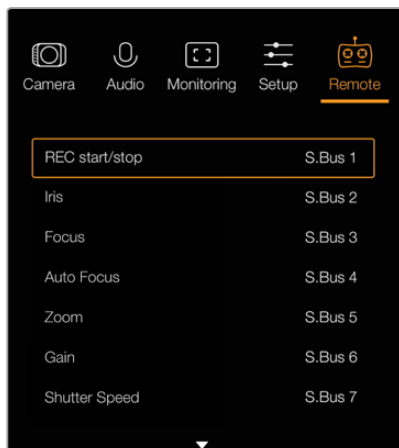 Camera Audio Monitoring Setup Remote
REC start/stop S.Bus 1
Iris S.Bus 2
Focus S.Bus 3
Auto Focus S.Bus 4
Zoom S.Bus 5
Gain S.Bus 6
Shutter Speed S.Bus 7